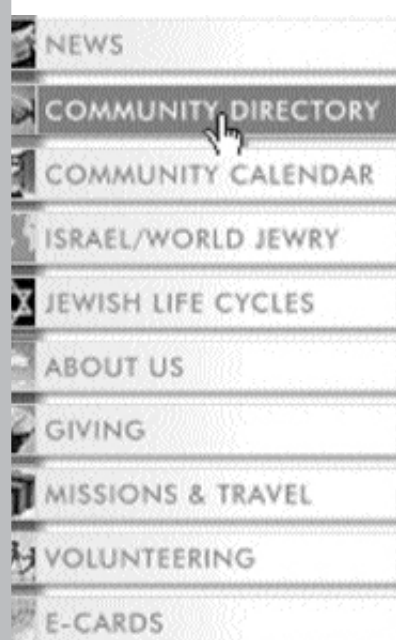 NEWS
COMMUNITY DIRECTORY
COMMUNITY CALENDAR
ISRAEL/WORLD JEWRY
JEWISH LIFE CYCLES
ABOUT US
GIVING
MISSIONS & TRAVEL
VOLUNTEERING
E-CARDS